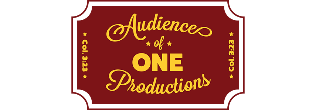 Audience
of
ONE
Productions
Col. 3:23
Col. 3:23